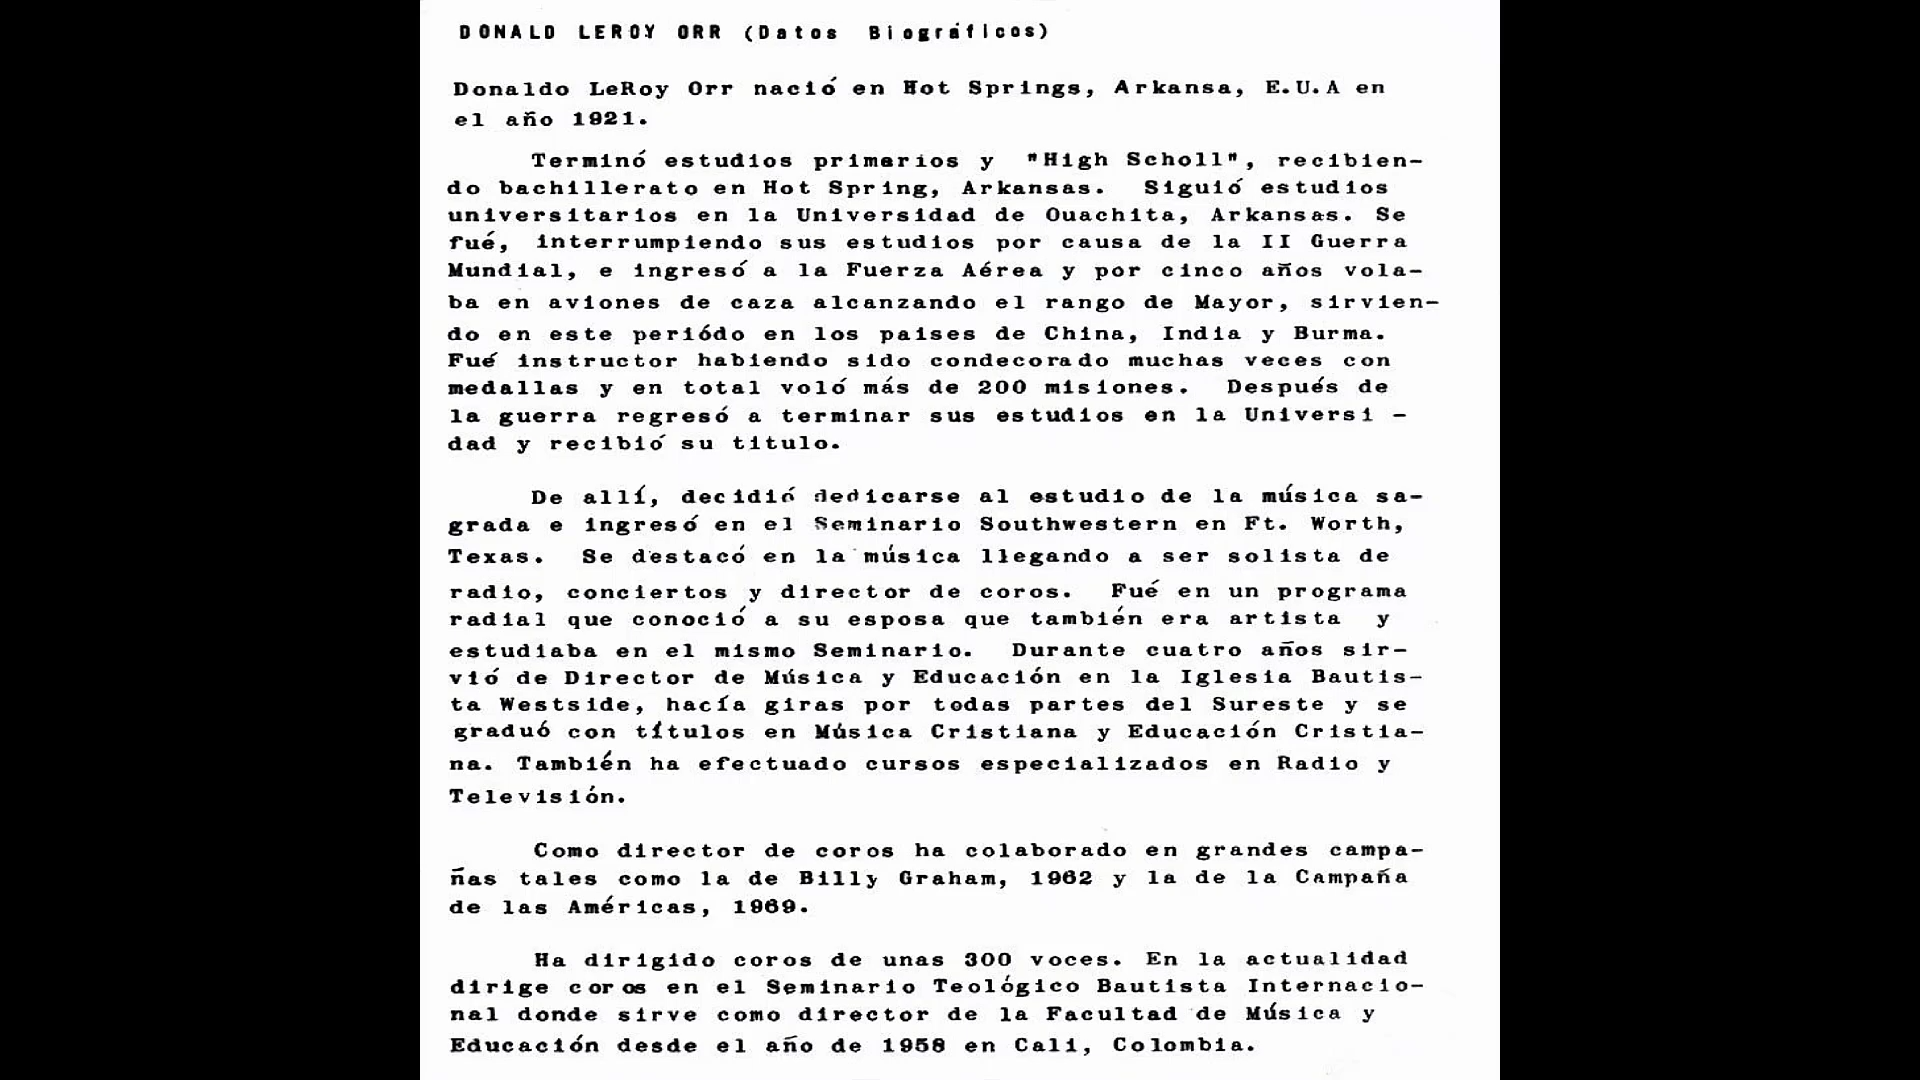 DONALD LEROY ORR (Datos Biográficos)
Donaldo LeRoy Orr nació en Hot Springs, Arkansa, E.U.A en
el año 1921.
Terminó estudios primarios y "High Scholl", recibien-
do bachillerato en Hot Spring, Arkansas. Siguió estudios
universitarios en la Universidad de Ouachita, Arkansas. Se
fué, interrumpiendo sus estudios por causa de la II Guerra
Mundial, e ingresó a la Fuerza Aérea y por cinco años vola-
ba en aviones de caza alcanzando el rango de Mayor, sirvien-
do en este periódo en los paises de China, India y Burma.
Fué instructor habiendo sido condecorado muchas veces con
medallas y en total voló más de 200 misiones. Después de
la guerra regresó a terminar sus estudios en la Universi -
dad y recibió su titulo.
De allí, decidió dedicarse al estudio de la música sa-
grada e ingresó en el Seminario Southwestern en Ft. Worth,
Texas. Se destacó en la música llegando a ser solista de
radio, conciertos y director de coros. Fué en un programa
radial que conoció a su esposa que también era artista y
estudiaba en el mismo Seminario. Durante cuatro años sir-
vió de Director de Música y Educación en la Iglesia Bautis-
ta Westside, hacía giras por todas partes del Sureste y se
graduó con títulos en Música Cristiana y Educación Cristia-
na. También ha efectuado cursos especializados en Radio y
Televisión.
Como director de coros ha colaborado en grandes campa-
ñas tales como la de Billy Graham, 1962 y la de la Campaña
de las Américas, 1969.
Ha dirigido coros de unas 300 voces. En la actualidad
dirige coros en el Seminario Teológico Bautista Internacio-
nal donde sirve como director de la Facultad de Música y
Educación desde el año de 1958 en Cali, Colombia.